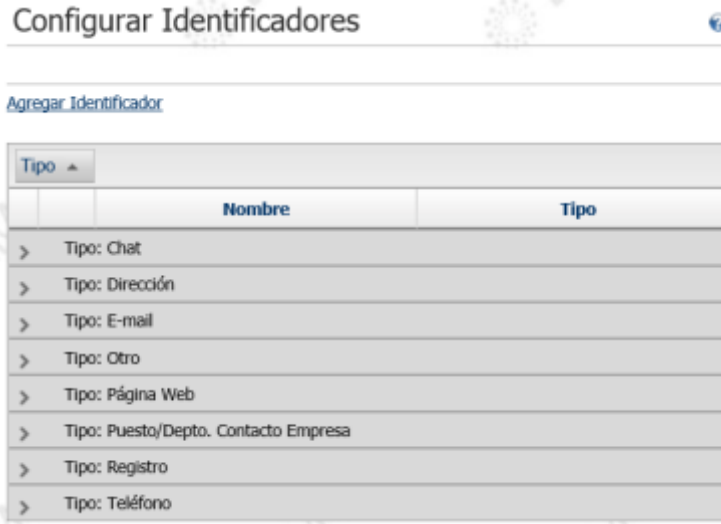 Configurar Identificadores
Agregar Identificador
Tipo
Nombre Tipo
Tipo: Chat
Tipo: Dirección
Tipo: E-mail
Tipo: Otro
Tipo: Página Web
Tipo: Puesto/Depto. Contacto Empresa
Tipo: Registro
Tipo: Teléfono